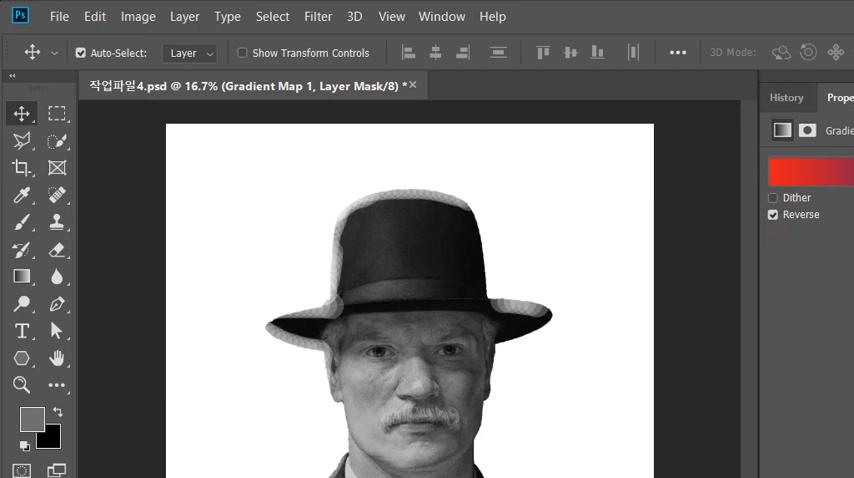 Ps File Edit Image Layer Type Select Filter 3D View Window Help
Auto-Select: Layer Show Transform Controls 3D Mode:
작업파일4.psd @ 16.7% (Gradient Map 1, Layer Mask/8) *
History Prope
Gradie
Dither
Reverse